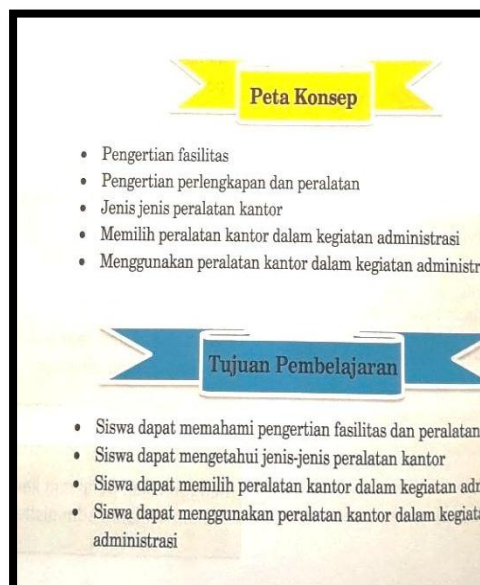 Peta Konsep
• Pengertian fasilitas
• Pengertian perlengkapan dan peralatan
• Jenis jenis peralatan kantor
• Memilih peralatan kantor dalam kegiatan administrasi
• Menggunakan peralatan kantor dalam kegiatan administr
Tujuan Pembelajaran
• Siswa dapat memahami pengertian fasilitas dan peralatan
• Siswa dapat mengetahui jenis-jenis peralatan kantor
• Siswa dapat memilih peralatan kantor dalam kegiatan adm
• Siswa dapat menggunakan peralatan kantor dalam kegiat
administrasi